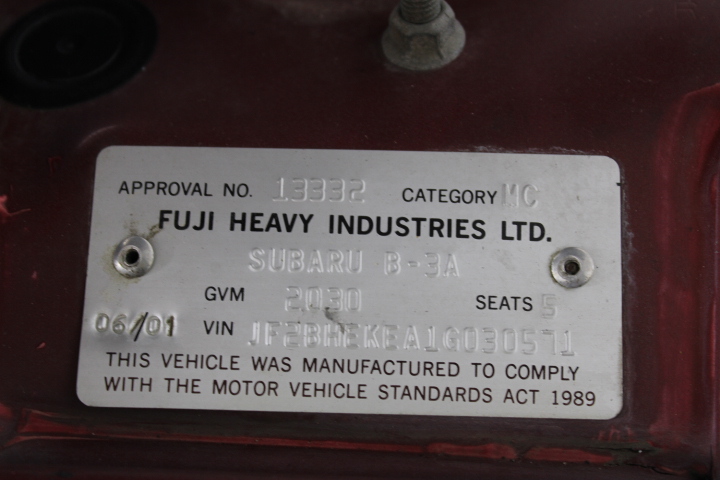 APPROVAL NO. 13332 CATEGORY MC
FUJI HEAVY INDUSTRIES LTD.
SUBARU B-3A
GVM 2030 SEATS 5
06/01 VIN JF2BHEKEA1G030571
THIS VEHICLE WAS MANUFACTURED TO COMPLY
WITH THE MOTOR VEHICLE STANDARDS ACT 1989